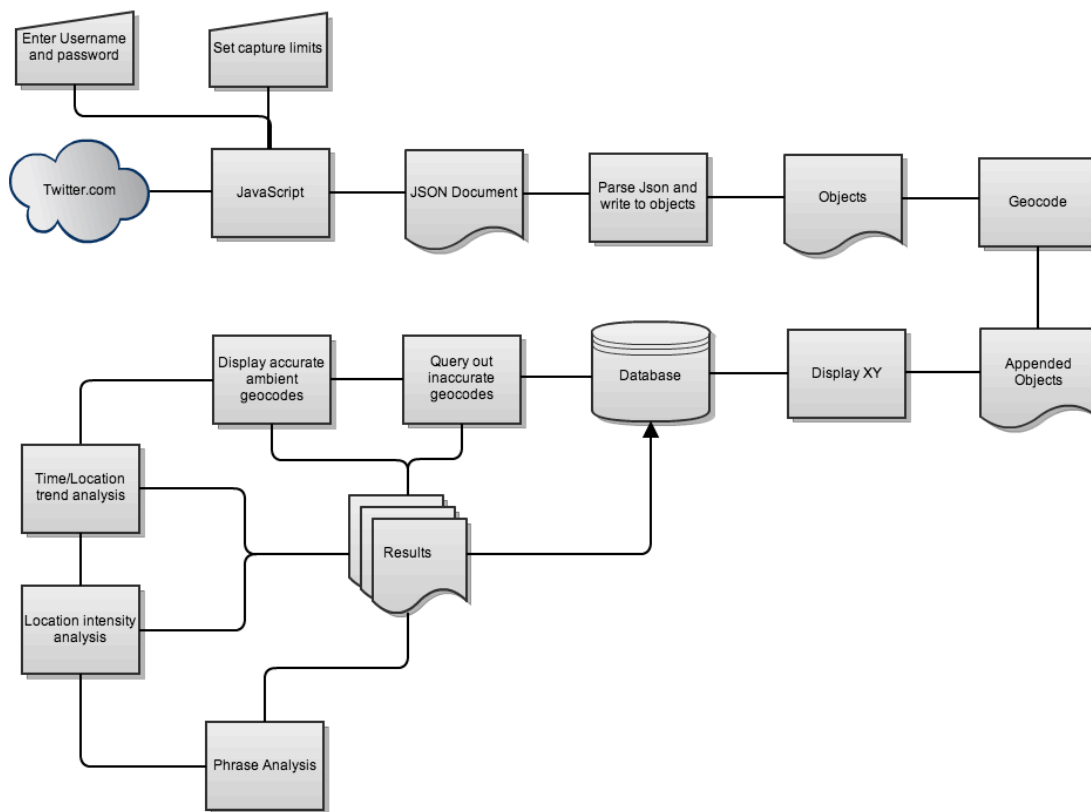 Enter Username
and password
Set capture limits
Twitter.com
JavaScript
JSON Document
Parse Json and
write to objects
Objects
Geocode
Display accurate
ambient
geocodes
Query out
inaccurate
geocodes
Database
Display XY
Appended
Objects
Time/Location
trend analysis
Results
Location intensity
analysis
Phrase Analysis